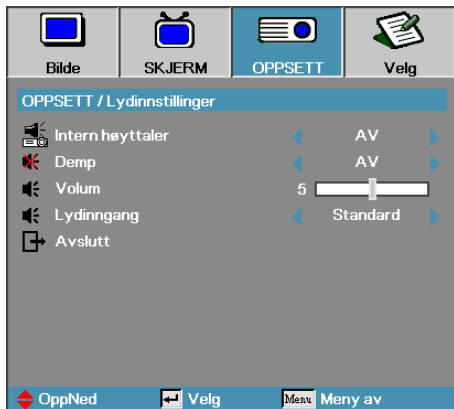 Bilde SKJERM OPPSETT Velg
OPPSETT / Lydinnstillinger
Intern høyttaler AV
Demp AV
Volum 5
Lydinngang Standard
Avslutt
OppNed Velg Menu Meny av